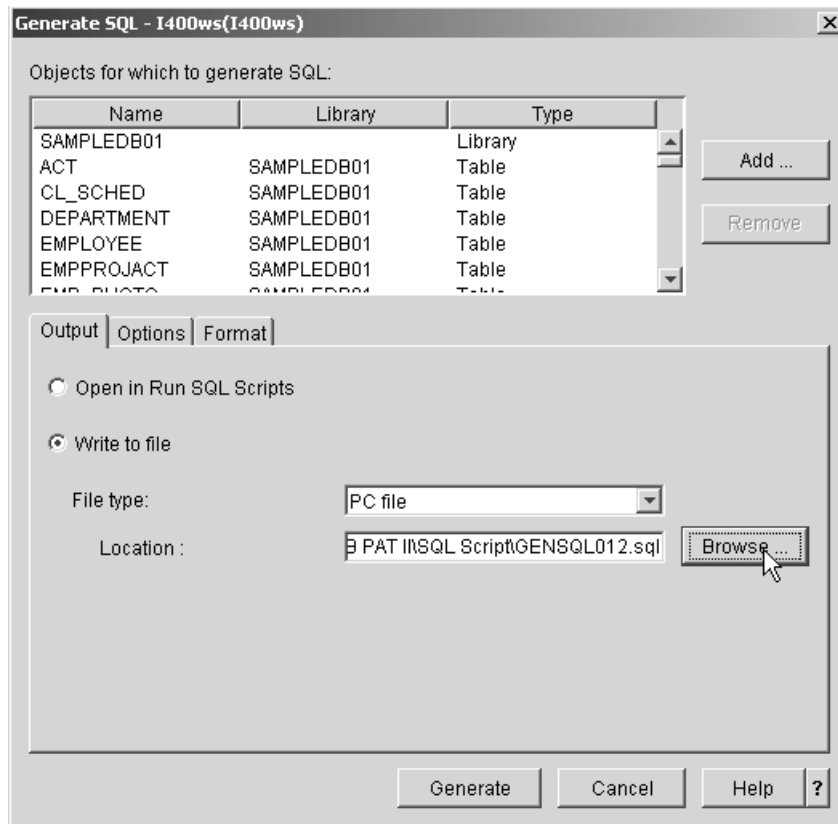 Generate SQL - I400ws(I400ws)
Objects for which to generate SQL:
Name Library Type
SAMPLEDB01 Library
ACT SAMPLEDB01 Table
CL_SCHED SAMPLEDB01 Table
DEPARTMENT SAMPLEDB01 Table
EMPLOYEE SAMPLEDB01 Table
EMPPROJACT SAMPLEDB01 Table
EMP_PHOTO SAMPLEDB01 Table
Add ...
Remove
Output Options Format
Open in Run SQL Scripts
Write to file
File type: PC file
Location : PAT II\SQL Script\GENSQL012.sql Browse ...
Generate Cancel Help ?